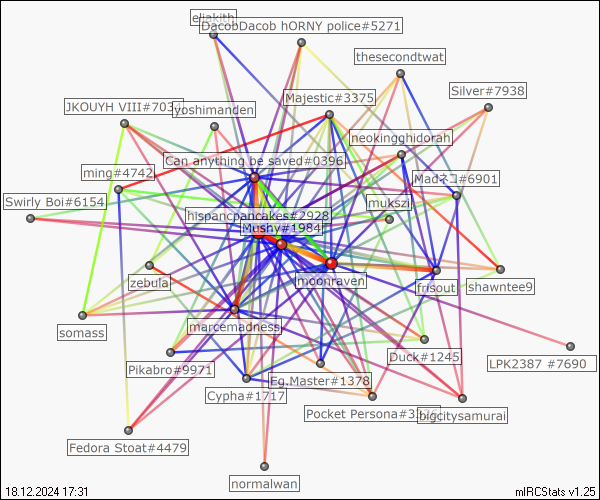 eliakith
DacobDacob hORNY police#5271
thesecondtwat
Silver#7938
Majestic#3375
JKOUYH VIII#703
yoshimanden
neokingghidorah
Can anything be saved#0396
ming#4742
Madネコ#6901
Swirly Boi#6154
mukszi
hispancpancakes#2928
Mushy#1984
zebula
moonraven
frisout
shawntee9
somass
marcemadness
Pikabro#9971
Duck#1245
LPK2387 #7690
Eg.Master#1378
Cypha#1717
Pocket Persona#3
bigcitysamurai
Fedora Stoat#4479
normalwan
18.12.2024 17:31
mIRCStats v1.25